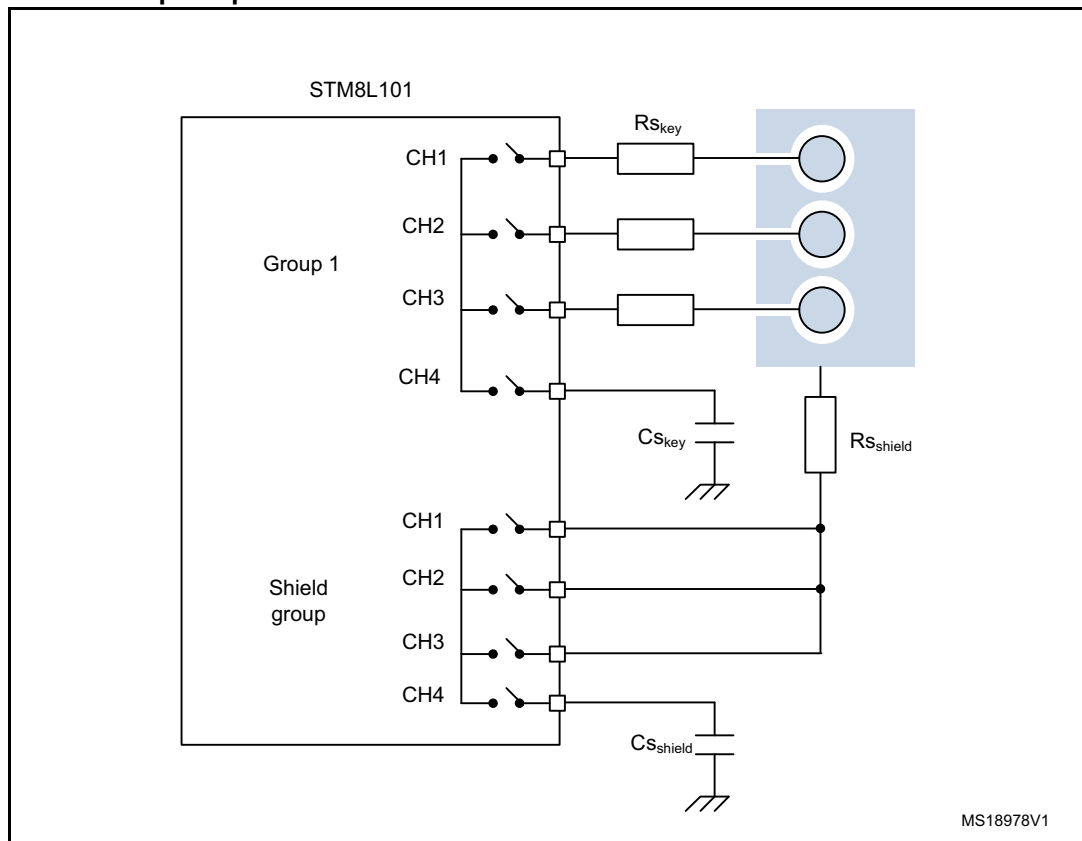 STM8L101
Rskey
CH1
CH2
Group 1
CH3
CH4
Cskey
Rsshield
CH1
CH2
Shield
group
CH3
CH4
Csshield
MS18978V1